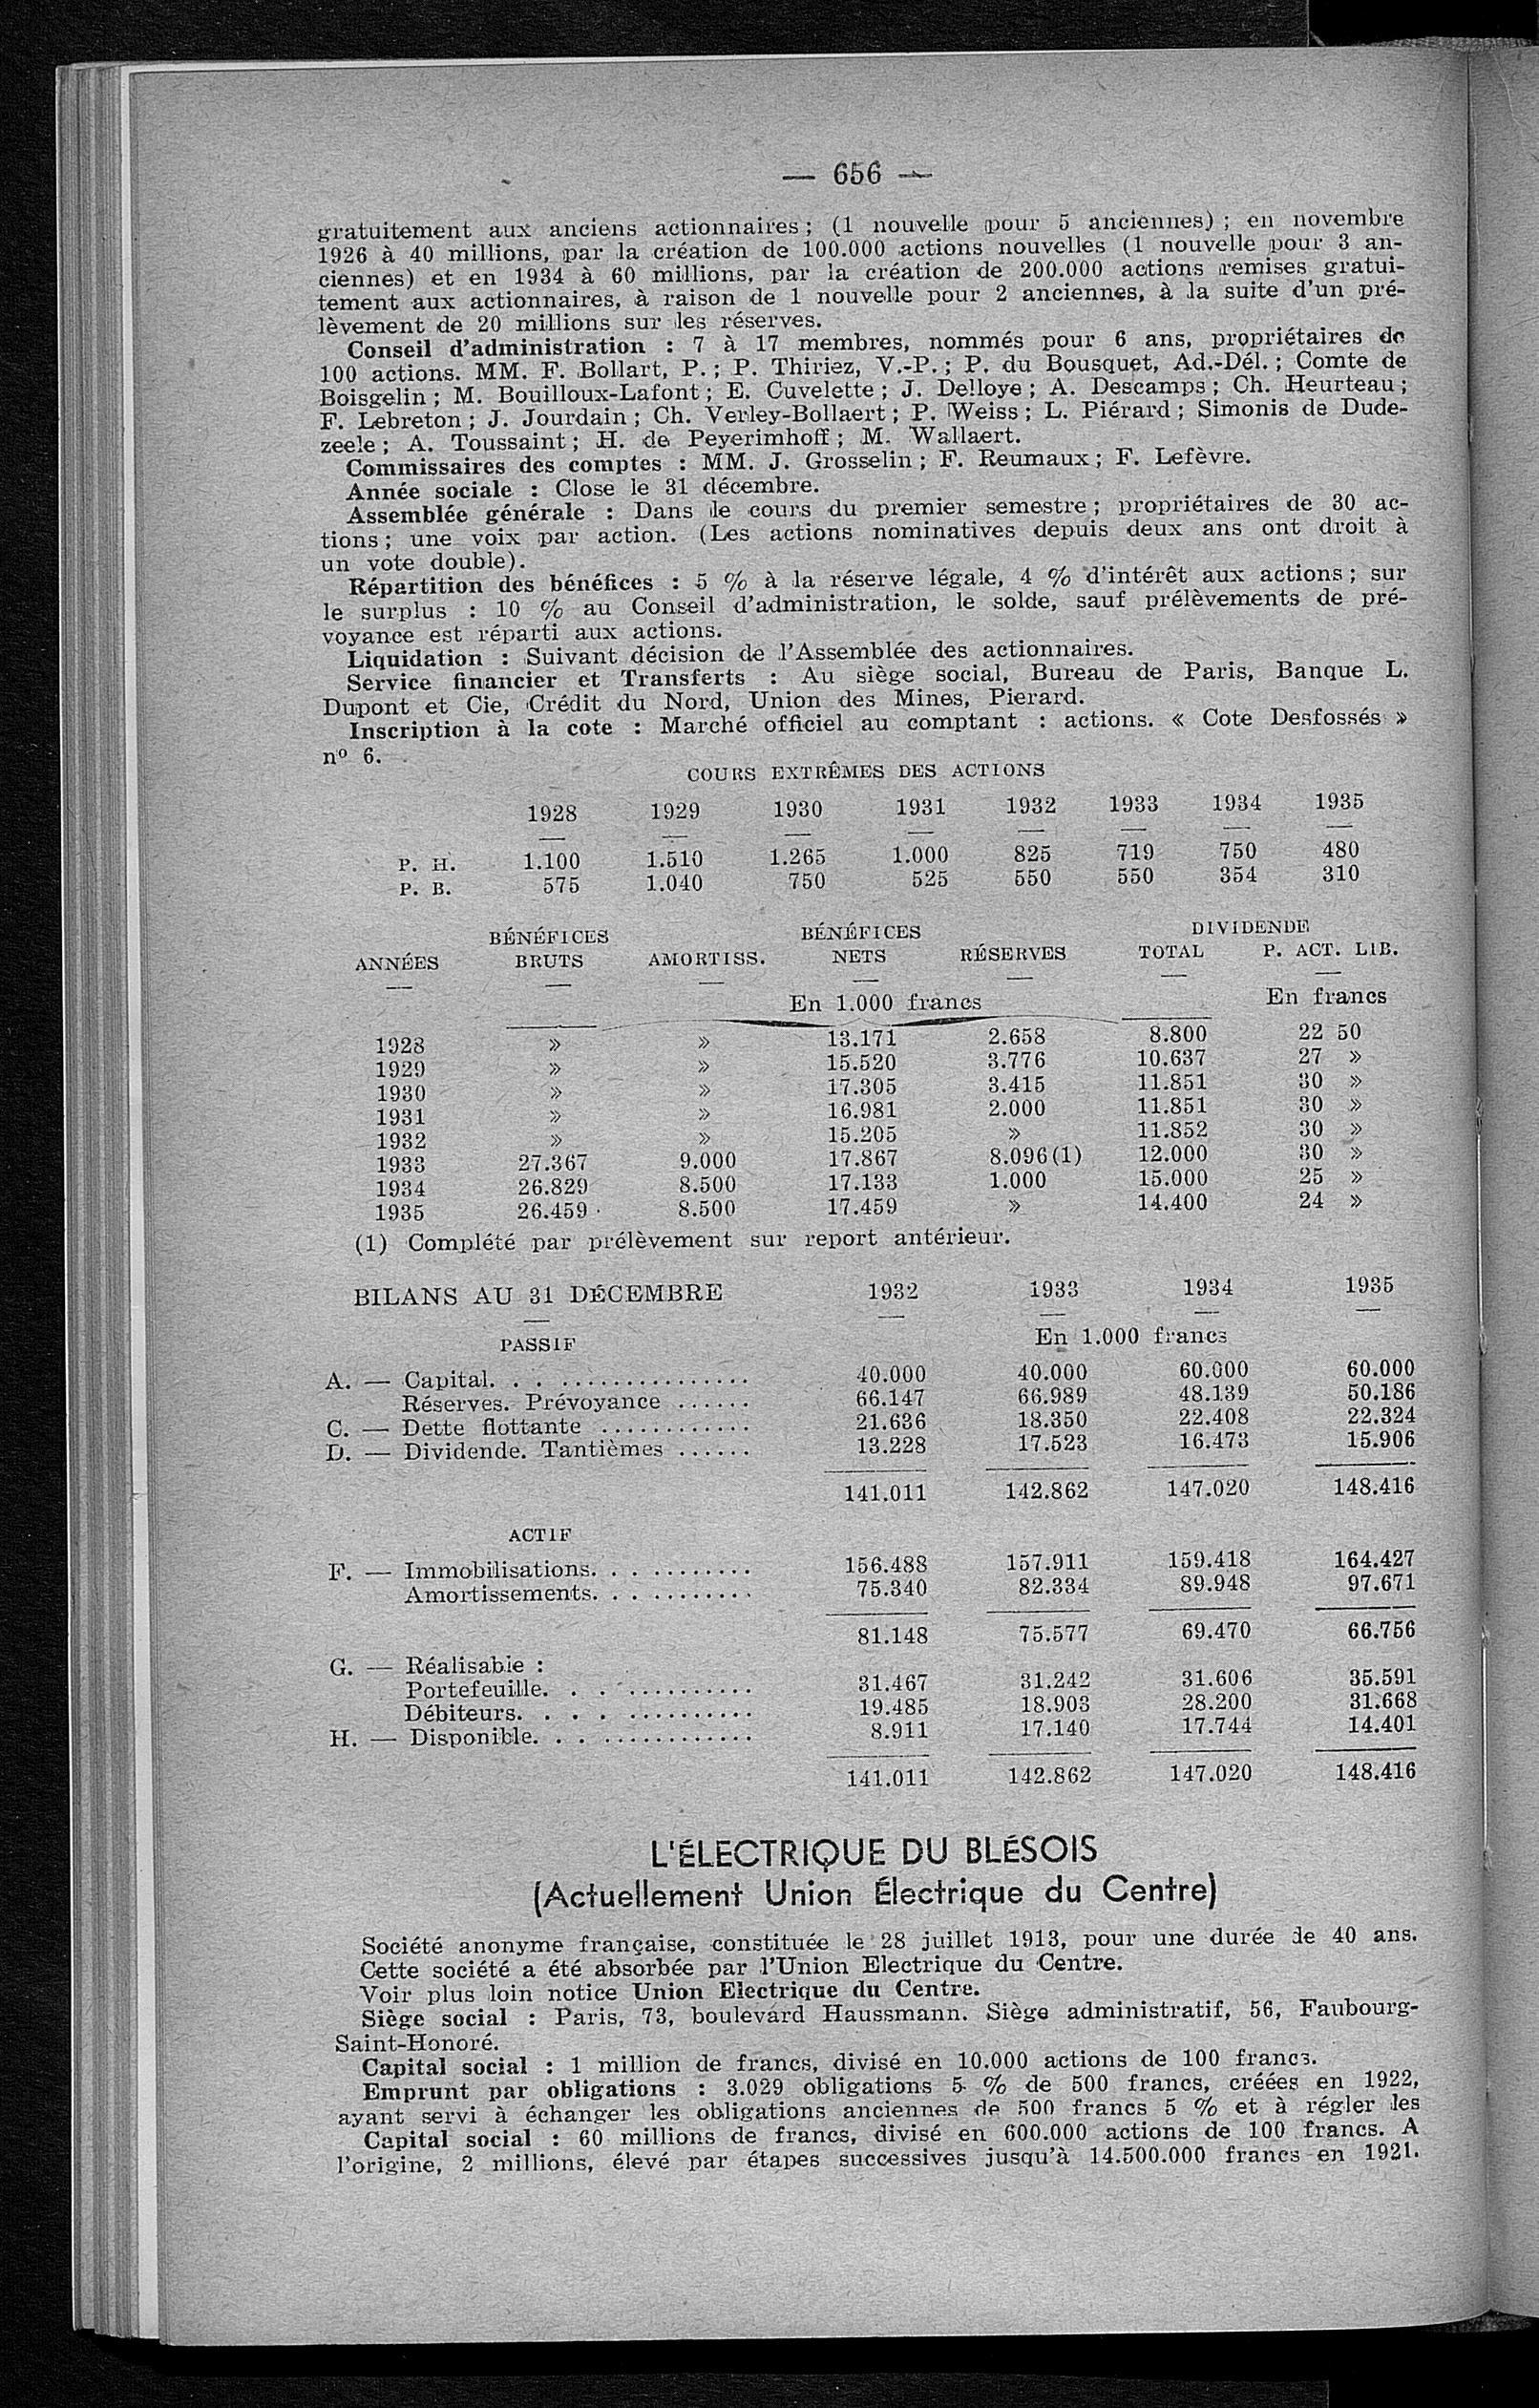 — 656 —
gratuitement aux anciens actionnaires; (1 nouvelle pour 5 anciennes) ; en novembre
1926 à 40 millions, par la création de 100.000 actions nouvelles (1 nouvelle pour 3 an-
ciennes) et en 1934 à 60 millions, par la création de 200.000 actions remises gratui-
tement aux actionnaires, à raison de 1 nouvelle pour 2 anciennes, à la suite d'un pré-
lèvement de 20 millions sur les réserves.
Conseil d'administration : 7 à 17 membres, nommés pour 6 ans, propriétaires de
100 actions. MM. F. Bollart, P.; P. Thiriez, V.-P.; P. du Bousquet, Ad.-Dél.; Comte de
Boisgelin; M. Bouilloux-Lafont; E. Cuvelette; J. Delloye; A. Descamps; Ch. Heurteau;
F. Lebreton; J. Jourdain; Ch. Verley-Bollaert; P. Weiss; L. Piérard; Simonis de Dude-
zeele; A. Toussaint; H. de Peyerimhoff; M. Wallaert.
Commissaires des comptes : MM. J. Grosselin; F. Reumaux; F. Lefèvre.
Année sociale : Close le 31 décembre.
Assemblée générale : Dans le cours du premier semestre; propriétaires de 30 ac-
tions; une voix par action. (Les actions nominatives depuis deux ans ont droit à
un vote double).
Répartition des bénéfices : 5 % à la réserve légale, 4 % d'intérêt aux actions; sur
le surplus : 10 % au Conseil d'administration, le solde, sauf prélèvements de pré-
voyance est réparti aux actions.
Liquidation : Suivant décision de l'Assemblée des actionnaires.
Service financier et Transferts : Au siège social, Bureau de Paris, Banque L.
Dupont et Cie, Crédit du Nord, Union des Mines, Pierard.
Inscription à la cote : Marché officiel au comptant : actions. « Cote Desfossés »
nº 6.
COURS EXTRÊMES DES ACTIONS
1928 1929 1930 1931 1932 1933 1934 1935
P. H. 1.100 1.510 1.265 1.000 825 719 750 480
P. B. 575 1.040 750 525 550 550 354 310
BÉNÉFICES BÉNÉFICES DIVIDENDE
ANNÉES BRUTS AMORTISS. NETS RÉSERVES TOTAL P. ACT. LIB.
En 1.000 francs En francs
1928 » » 13.171 2.658 8.800 22 50
1929 » » 15.520 3.776 10.637 27 »
1930 » » 17.305 3.415 11.851 30 »
1931 » » 16.981 2.000 11.851 30 »
1932 » » 15.205 » 11.852 30 »
1933 27.367 9.000 17.867 8.096(1) 12.000 30 »
1934 26.829 8.500 17.133 1.000 15.000 25 »
1935 26.459 8.500 17.459 » 14.400 24 »
(1) Complété par prélèvement sur report antérieur.
BILANS AU 31 DÉCEMBRE 1932 1933 1934 1935
PASSIF En 1.000 francs
A. — Capital. . . . . . . . . . . . . . . . . 40.000 40.000 60.000 60.000
Réserves. Prévoyance ...... 66.147 66.989 48.139 50.186
C. — Dette flottante ............ 21.636 18.350 22.408 22.324
D. — Dividende. Tantièmes ...... 13.228 17.523 16.473 15.906
141.011 142.862 147.020 148.416
ACTIF
F. — Immobilisations. . . . . . . . . . . 156.488 157.911 159.418 164.427
Amortissements. . . . . . . . . . . 75.340 82.334 89.948 97.671
81.148 75.577 69.470 66.756
G. — Réalisable :
Portefeuille. . . . . . . . . . . . . . 31.467 31.242 31.606 35.591
Débiteurs. . . . . . . . . . . . . . . 19.485 18.903 28.200 31.668
H. — Disponible. . . . . . . . . . . . . . . 8.911 17.140 17.744 14.401
141.011 142.862 147.020 148.416
L'ÉLECTRIQUE DU BLÉSOIS
(Actuellement Union Électrique du Centre)
Société anonyme française, constituée le 28 juillet 1913, pour une durée de 40 ans.
Cette société a été absorbée par l'Union Electrique du Centre.
Voir plus loin notice Union Electrique du Centre.
Siège social : Paris, 73, boulevard Haussmann. Siège administratif, 56, Faubourg-
Saint-Honoré.
Capital social : 1 million de francs, divisé en 10.000 actions de 100 francs.
Emprunt par obligations : 3.029 obligations 5 % de 500 francs, créées en 1922,
ayant servi à échanger les obligations anciennes de 500 francs 5 % et à régler les
Capital social : 60 millions de francs, divisé en 600.000 actions de 100 francs. A
l'origine, 2 millions, élevé par étapes successives jusqu'à 14.500.000 francs en 1921.